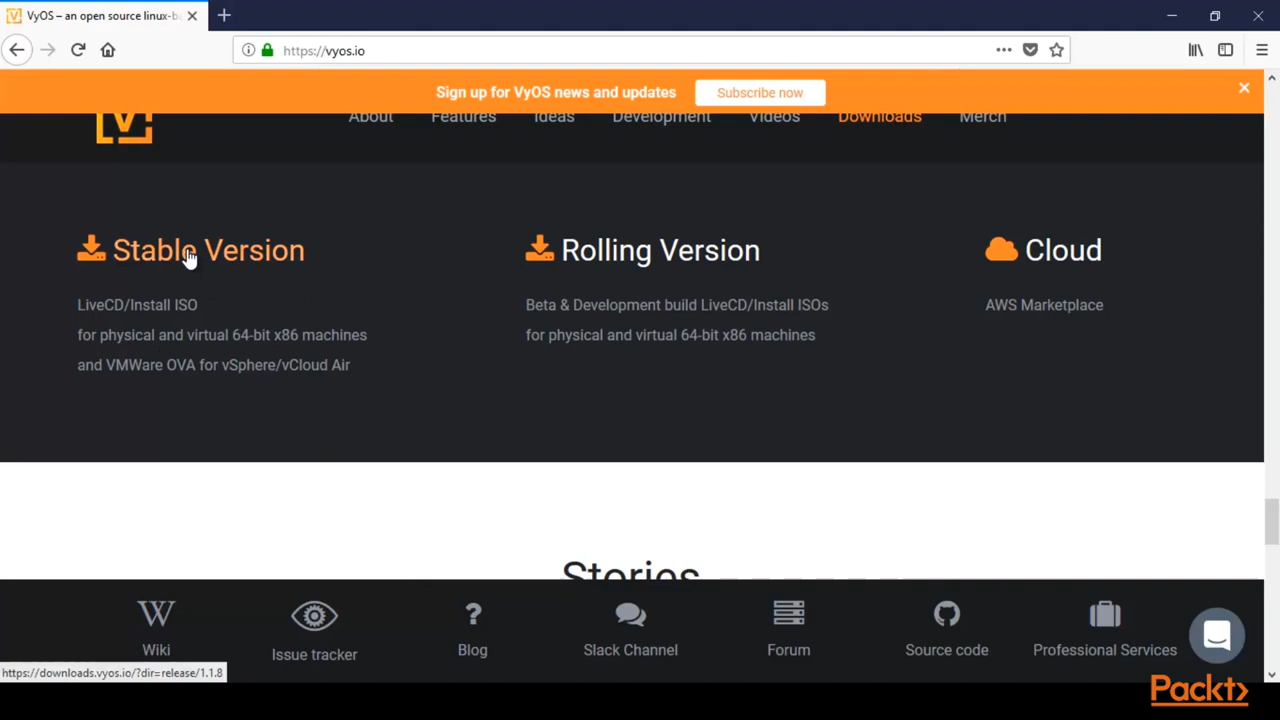 VyOS – an open source linux-b
https://vyos.io
Sign up for VyOS news and updates
Subscribe now
About
Features
Ideas
Development
Videos
Downloads
Merch
Stable Version
Rolling Version
Cloud
LiveCD/Install ISO
for physical and virtual 64-bit x86 machines
and VMWare OVA for vSphere/vCloud Air
Beta & Development build LiveCD/Install ISOs
for physical and virtual 64-bit x86 machines
AWS Marketplace
Stories
Wiki
Issue tracker
Blog
Slack Channel
Forum
Source code
Professional Services
https://downloads.vyos.io/?dir=release/1.1.8
Packt>